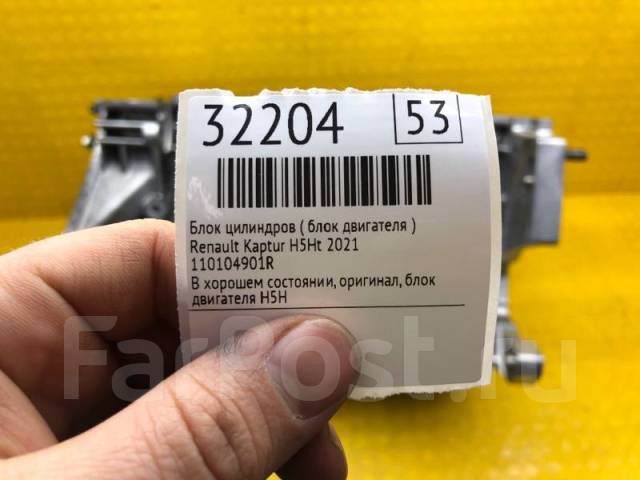 32204 53
Блок цилиндров ( блок двигателя )
Renault Kaptur H5Ht 2021
110104901R
В хорошем состоянии, оригинал, блок
двигателя H5H
FarPost.ru